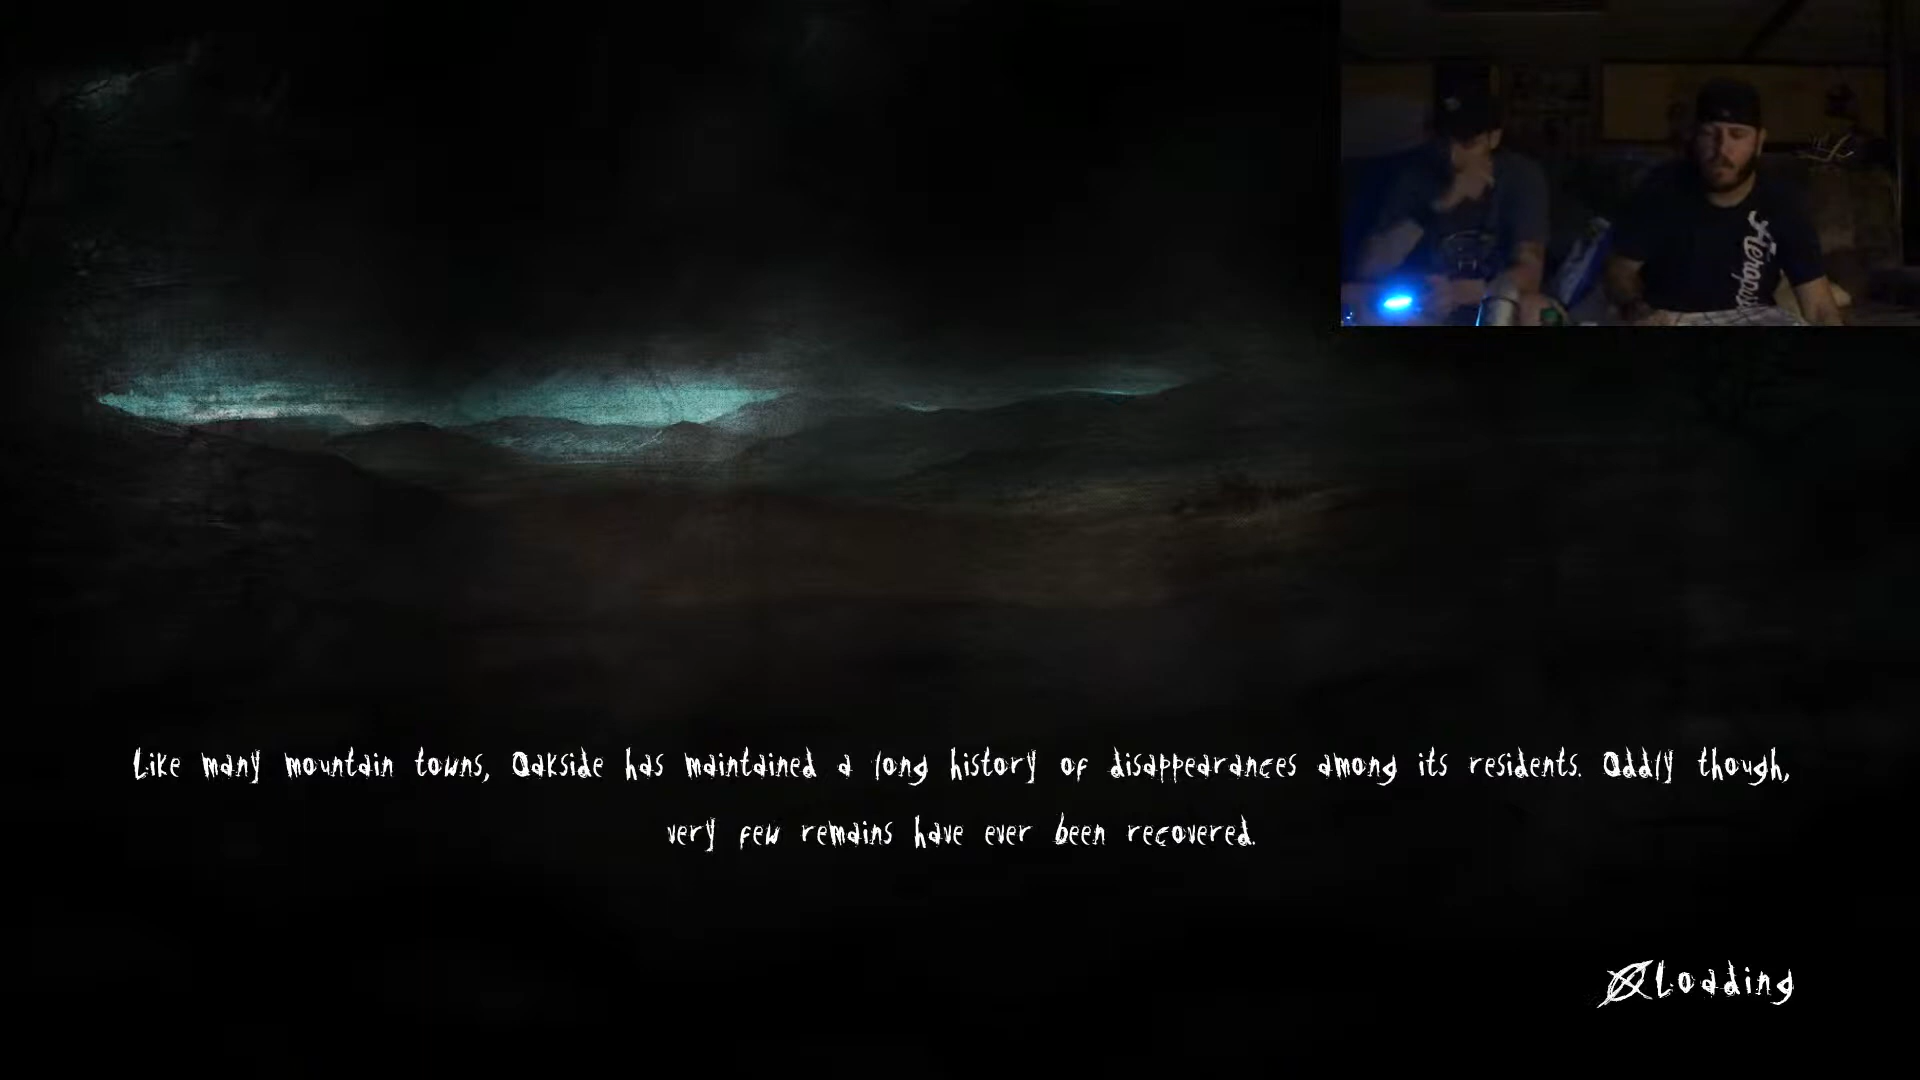 Like many mountain towns, Oakside has maintained a long history of disappearances among its residents. Oddly though,
very few remains have ever been recovered.
Loading